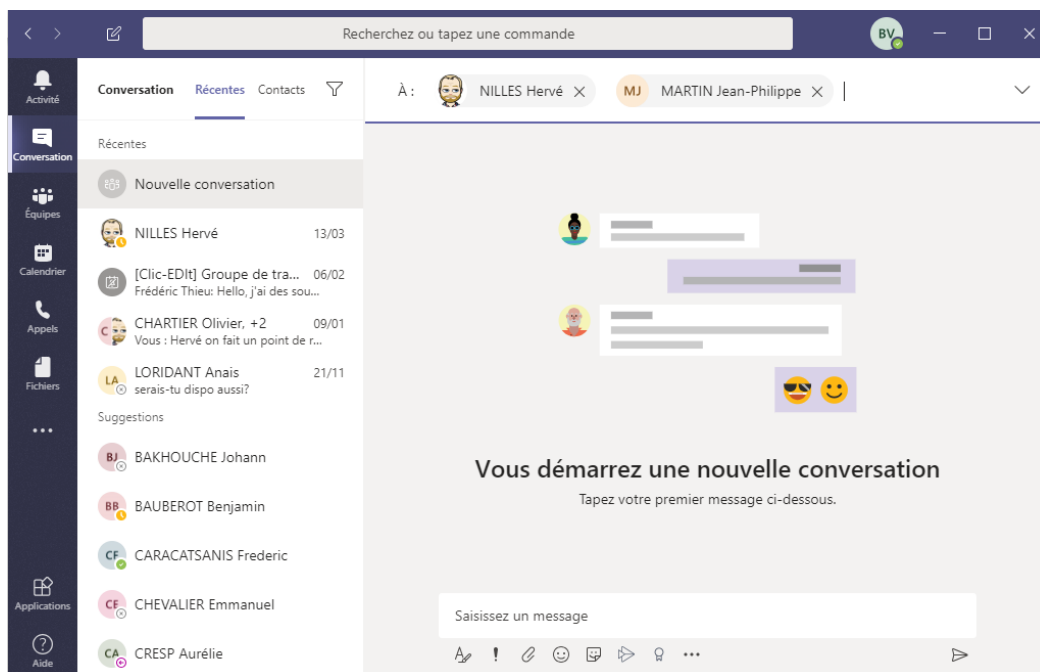 Recherchez ou tapez une commande
BV
Activité
Conversation
Équipes
Calendrier
Appels
Fichiers
Applications
Aide
Conversation Récentes Contacts
Récentes
Nouvelle conversation
NILLES Hervé 13/03
[Clic-EDIt] Groupe de tra... 06/02
Frédéric Thieu: Hello, j'ai des sou...
C
CHARTIER Olivier, +2 09/01
Vous : Hervé on fait un point de r...
LA
LORIDANT Anais 21/11
serais-tu dispo aussi?
Suggestions
BJ BAKHOUCHE Johann
BB BAUBEROT Benjamin
CF CARACATSANIS Frederic
CE CHEVALIER Emmanuel
CA CRESP Aurélie
À : NILLES Hervé MJ MARTIN Jean-Philippe
Vous démarrez une nouvelle conversation
Tapez votre premier message ci-dessous.
Saisissez un message